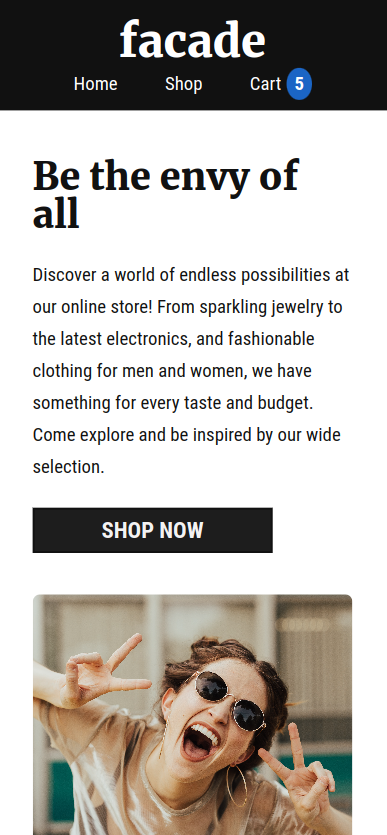 facade
Home Shop Cart 5
Be the envy of
all
Discover a world of endless possibilities at
our online store! From sparkling jewelry to
the latest electronics, and fashionable
clothing for men and women, we have
something for every taste and budget.
Come explore and be inspired by our wide
selection.
SHOP NOW